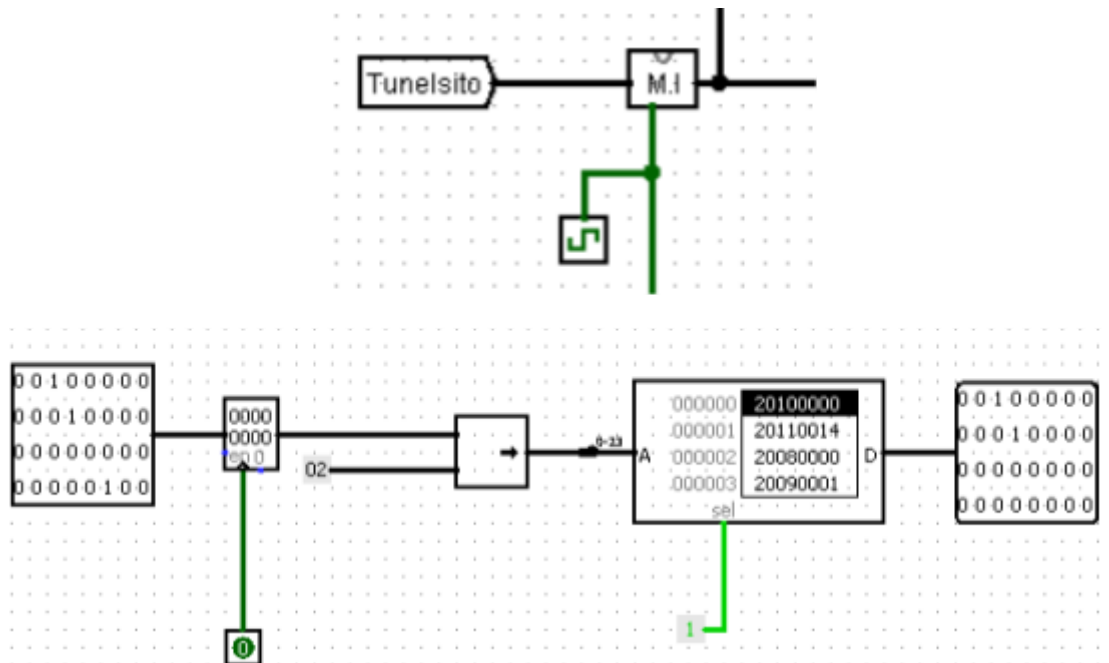 Tunelsito
M.I
0 0 1 0 0 0 0 0
0 0 0 1 0 0 0 0
0 0 0 0 0 0 0 0
0 0 0 0 0 1 0 0
0000
0000
02
0-23
A
000000 20100000
000001 20110014
000002 20080000
000003 20090001
D
sel
0 0 1 0 0 0 0 0
0 0 0 1 0 0 0 0
0 0 0 0 0 0 0 0
0 0 0 0 0 0 0 0
0
1